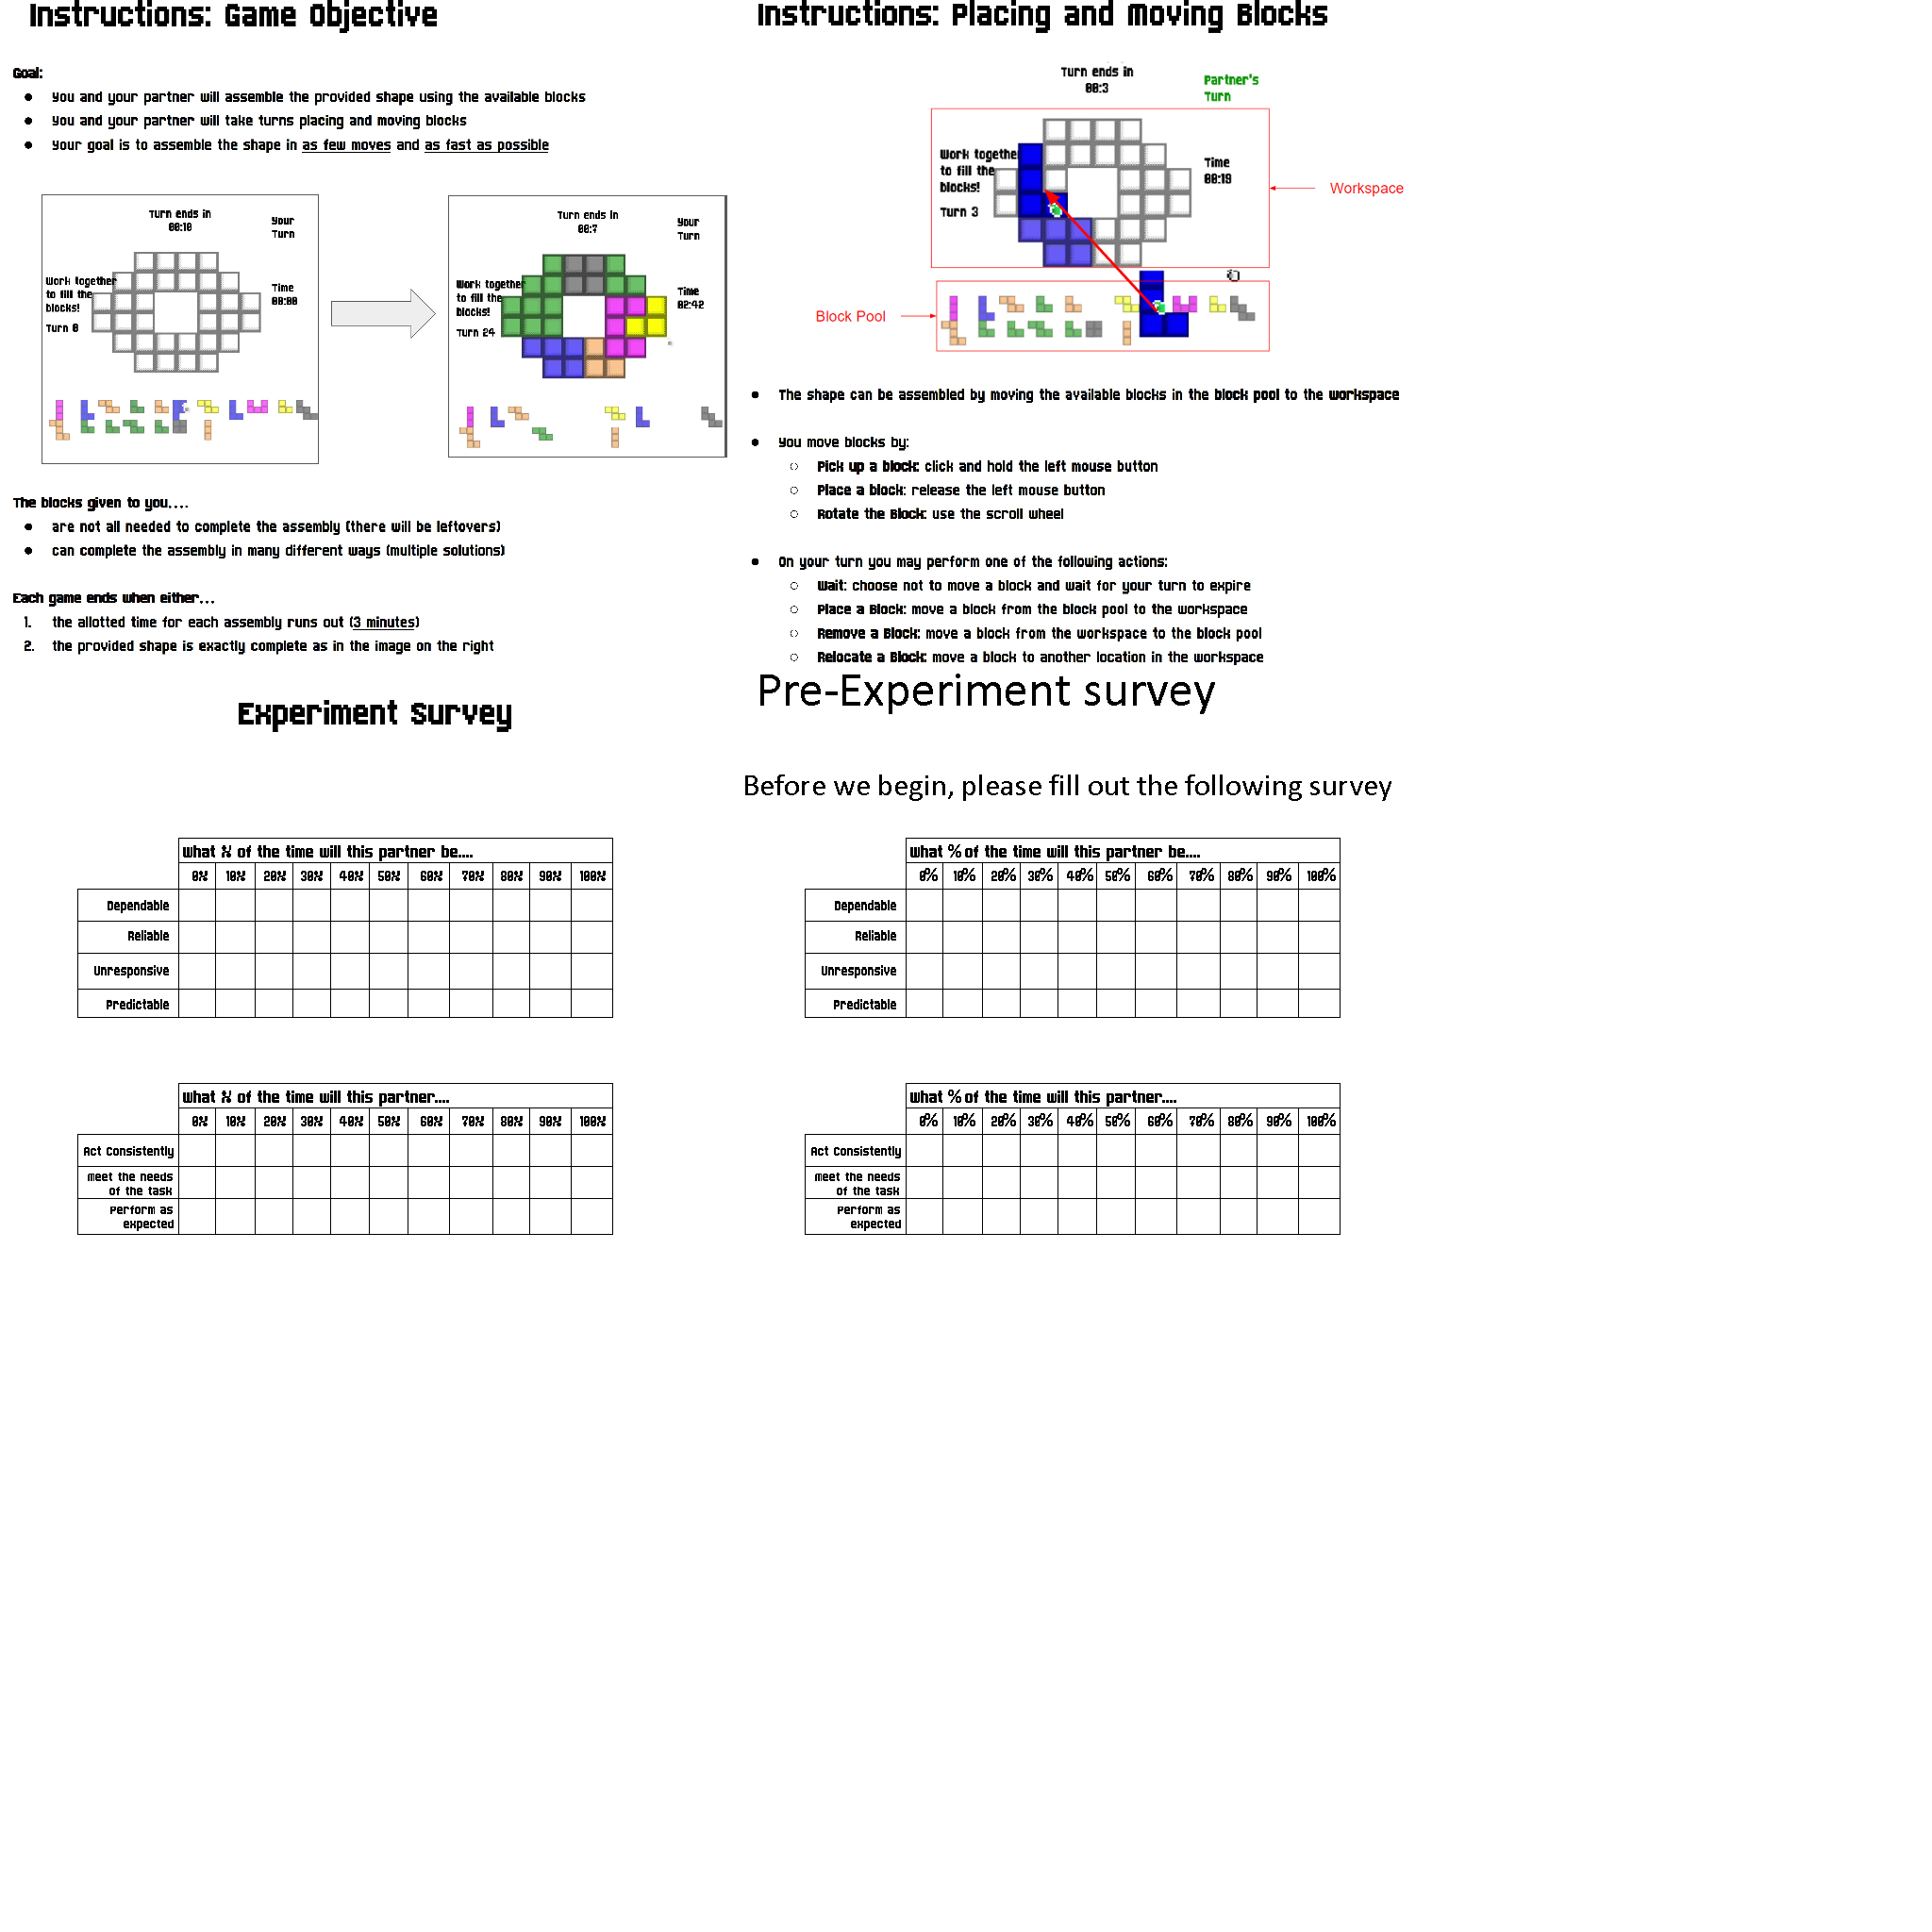 Instructions: Game Objective
Goal:
● You and your partner will assemble the provided shape using the available blocks
● You and your partner will take turns placing and moving blocks
● Your goal is to assemble the shape in as few moves and as fast as possible
Turn ends in
00:10
Your
Turn
Work together
to fill the
blocks!
Turn 0
Time
00:00
Turn ends in
00:7
Your
Turn
Work together
to fill the
blocks!
Turn 24
Time
02:42
The blocks given to you....
● are not all needed to complete the assembly (there will be leftovers)
● can complete the assembly in many different ways (multiple solutions)
Each game ends when either...
1. the allotted time for each assembly runs out (3 minutes)
2. the provided shape is exactly complete as in the image on the right
Instructions: Placing and Moving Blocks
Turn ends in
00:3
Partner's
Turn
Work together
to fill the
blocks!
Turn 3
Time
00:19
Workspace
Block Pool
● The shape can be assembled by moving the available blocks in the block pool to the workspace
● You move blocks by:
○ Pick up a block: click and hold the left mouse button
○ Place a block: release the left mouse button
○ Rotate the Block: use the scroll wheel
● On your turn you may perform one of the following actions:
○ Wait: choose not to move a block and wait for your turn to expire
○ Place a Block: move a block from the block pool to the workspace
○ Remove a Block: move a block from the workspace to the block pool
○ Relocate a Block: move a block to another location in the workspace
Experiment Survey
What % of the time will this partner be....
0% 10% 20% 30% 40% 50% 60% 70% 80% 90% 100%
Dependable
Reliable
Unresponsive
Predictable
What % of the time will this partner....
0% 10% 20% 30% 40% 50% 60% 70% 80% 90% 100%
Act Consistently
Meet the needs
of the task
Perform as
expected
Pre-Experiment survey
Before we begin, please fill out the following survey
What % of the time will this partner be....
0% 10% 20% 30% 40% 50% 60% 70% 80% 90% 100%
Dependable
Reliable
Unresponsive
Predictable
What % of the time will this partner....
0% 10% 20% 30% 40% 50% 60% 70% 80% 90% 100%
Act Consistently
Meet the needs
of the task
Perform as
expected